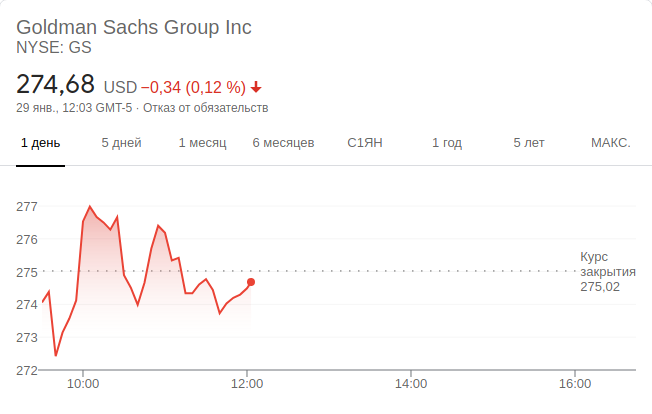 Goldman Sachs Group Inc
NYSE: GS
274,68 USD −0,34 (0,12 %)
29 янв., 12:03 GMT-5 · Отказ от обязательств
1 день 5 дней 1 месяц 6 месяцев С1ЯН 1 год 5 лет МАКС.
277
276
275
274
273
272
Курс
закрытия
275,02
10:00 12:00 14:00 16:00